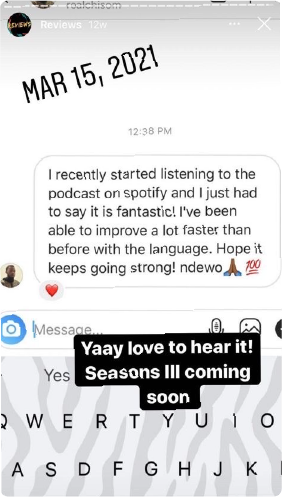 realchisom
REVIEWS Reviews 12w
MAR 15, 2021
12:38 PM
I recently started listening to the
podcast on spotify and I just had
to say it is fantastic! I've been
able to improve a lot faster than
before with the language. Hope it
keeps going strong! ndewo🙏🏾 💯
❤️
Message...
Yaay love to hear it!
Seasons III coming
soon
Yes
Q W E R T Y U I O
A S D F G H J K